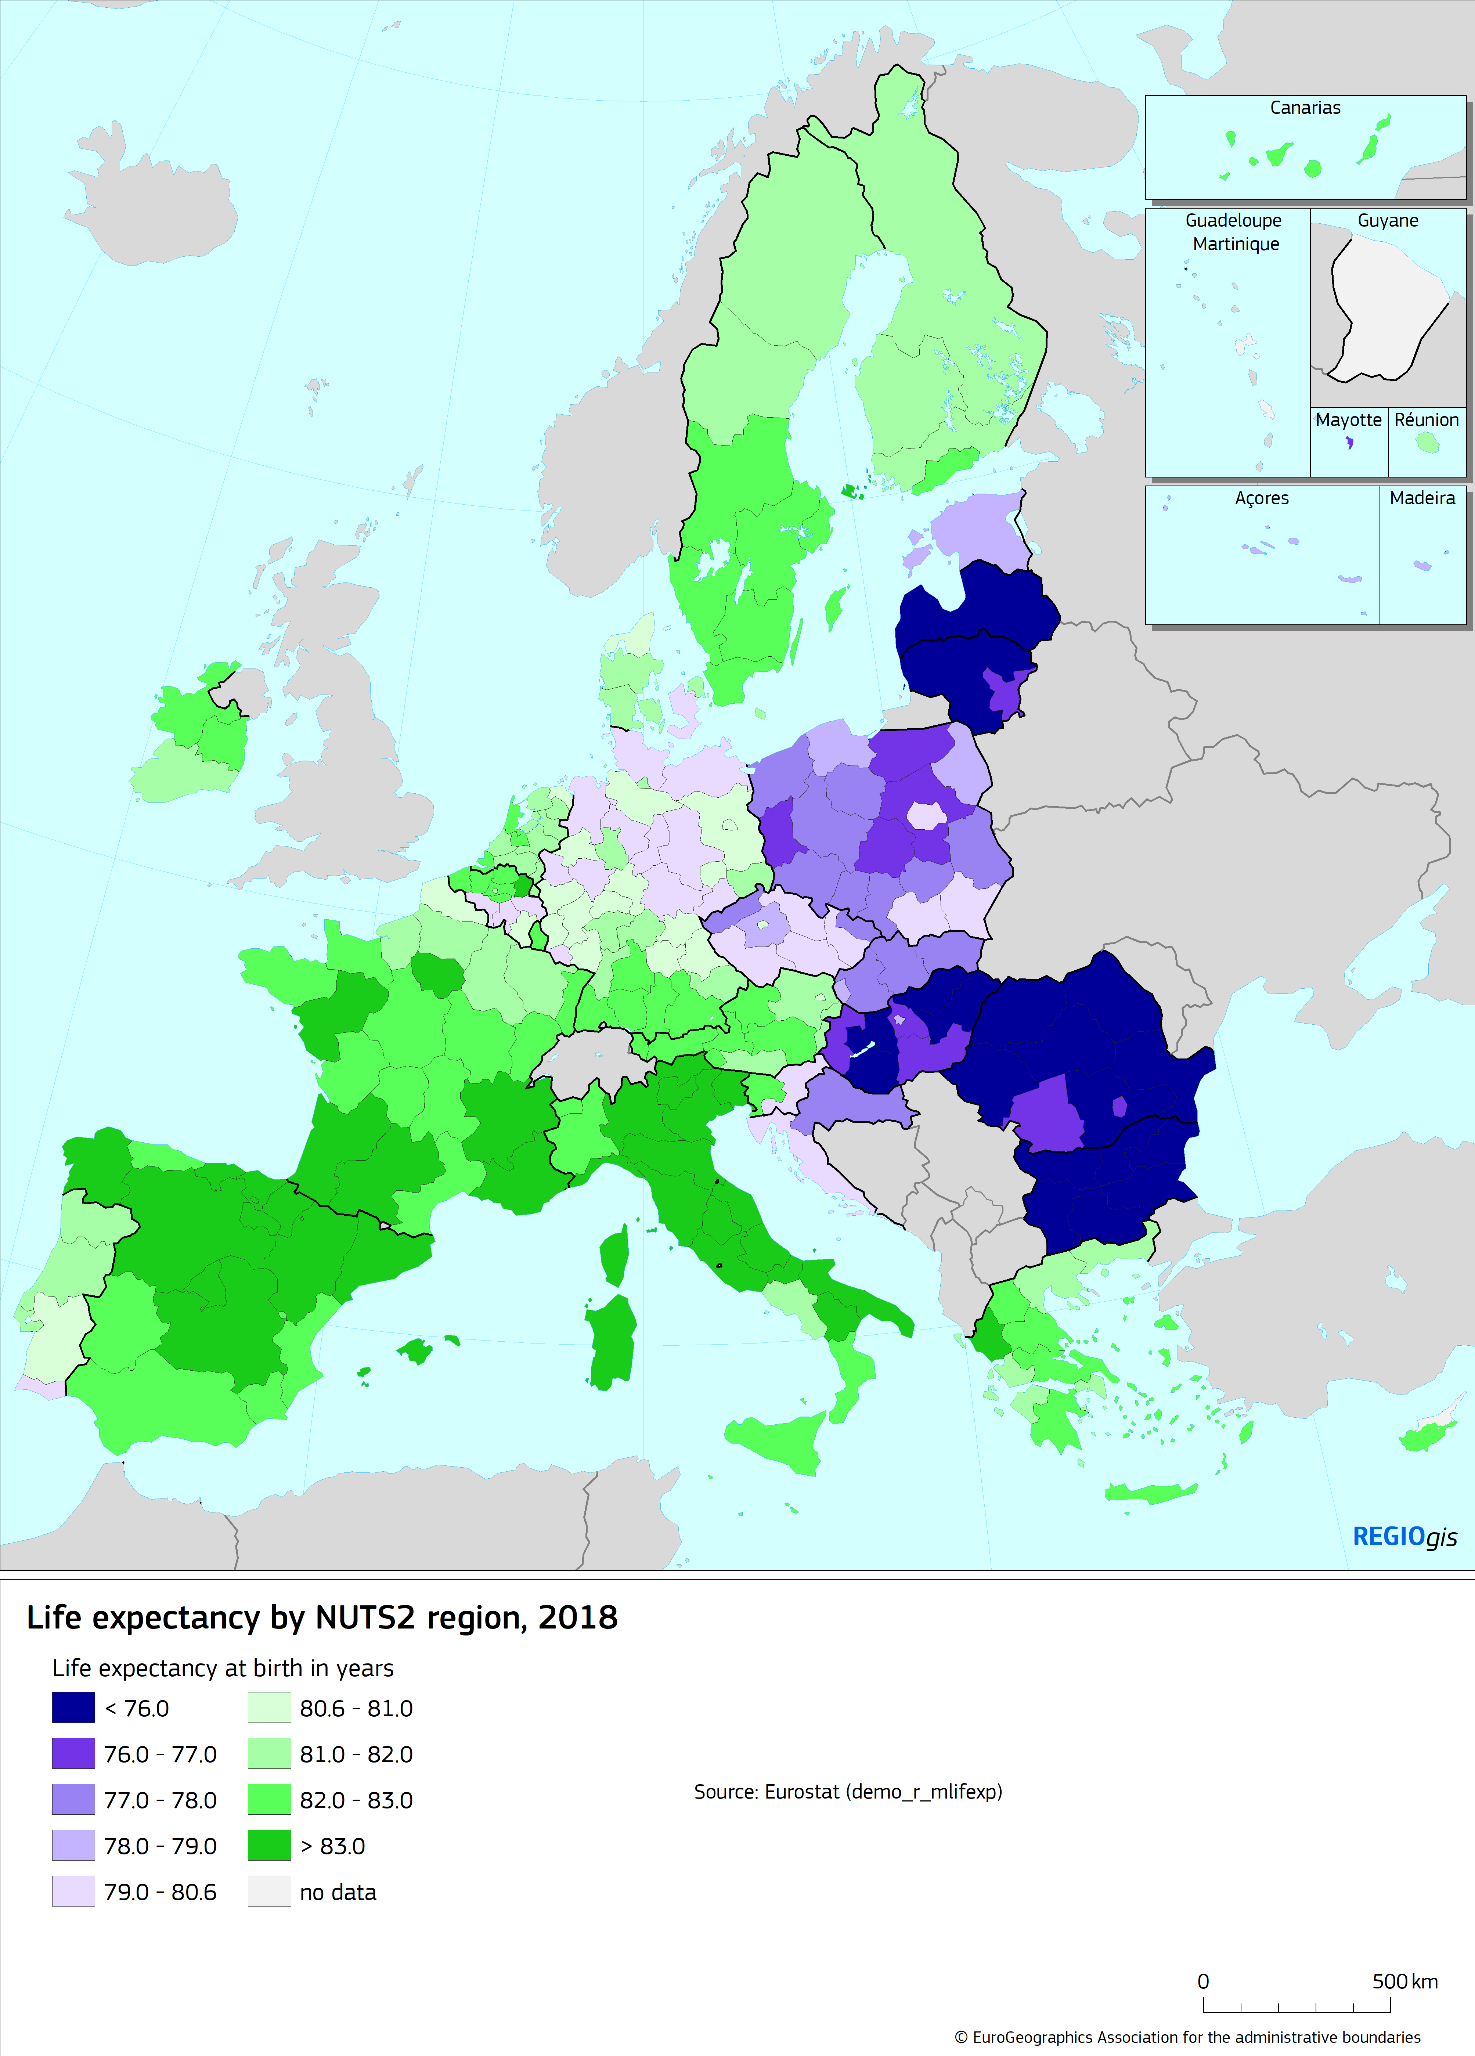 Canarias
Guadeloupe
Martinique
Guyane
Mayotte
Réunion
Açores
Madeira
REGIOgis
Life expectancy by NUTS2 region, 2018
Life expectancy at birth in years
< 76.0
76.0 - 77.0
77.0 - 78.0
78.0 - 79.0
79.0 - 80.6
80.6 - 81.0
81.0 - 82.0
82.0 - 83.0
> 83.0
no data
Source: Eurostat (demo_r_mlifexp)
0 500 km
© EuroGeographics Association for the administrative boundaries